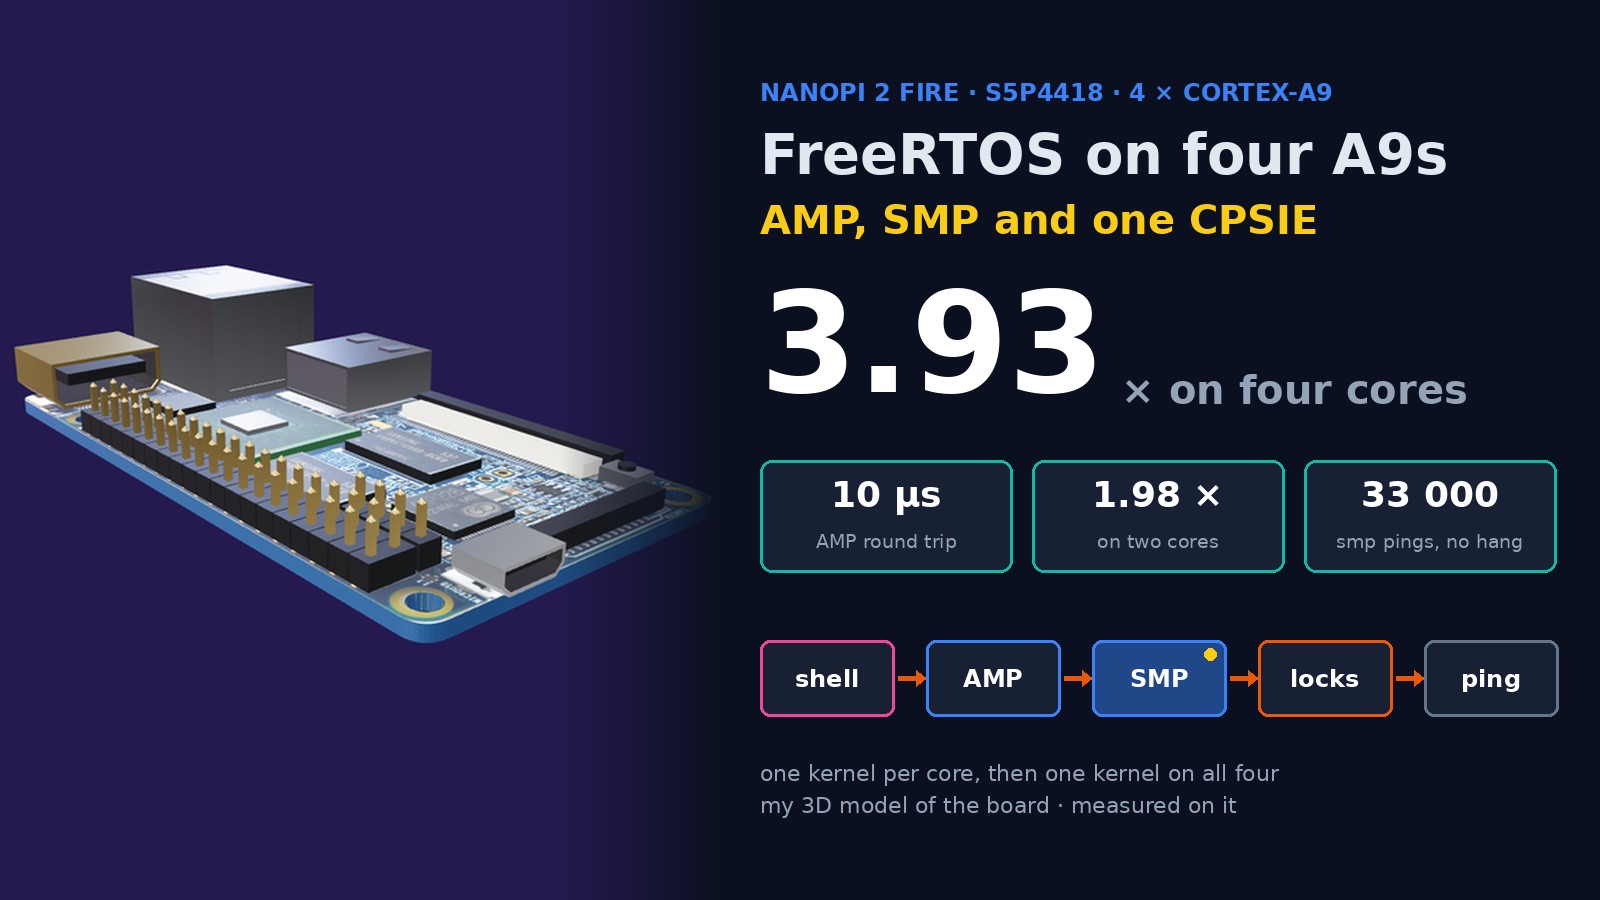 NANOPI 2 FIRE · S5P4418 · 4 × CORTEX-A9
FreeRTOS on four A9s
AMP, SMP and one CPSIE
3.93 × on four cores
10 µs
AMP round trip
1.98 ×
on two cores
33 000
smp pings, no hang
shell
AMP
SMP
locks
ping
one kernel per core, then one kernel on all four
my 3D model of the board · measured on it